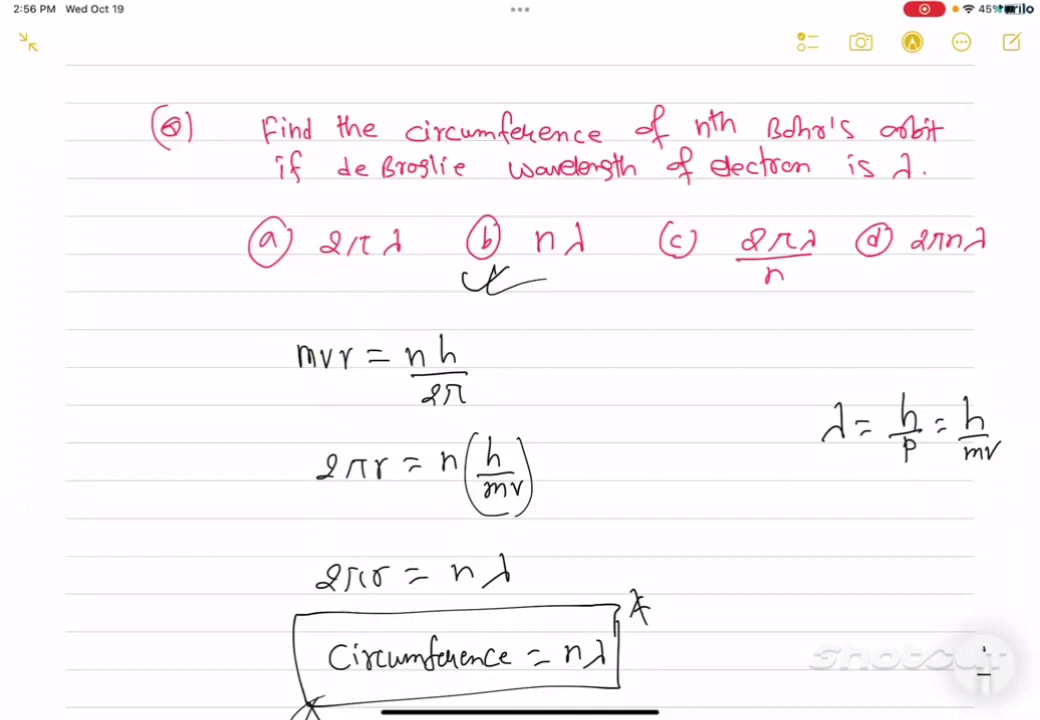 2:56 PM Wed Oct 19
45%
(Q) Find the circumference of nth Bohr's orbit
if de Broglie wavelength of electron is λ.
(a) 2πλ (b) nλ (c) 2πλ/n (d) 2πnλ
mvr = nh/2π
λ = h/p = h/mv
2πr = n(h/mv)
2πr = nλ
Circumference = nλ
shotcut